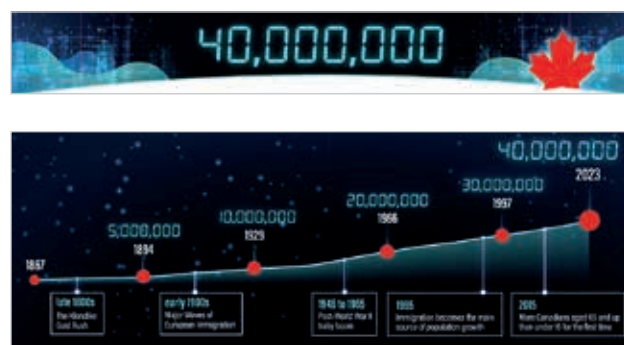 40,000,000
40,000,000
2023
30,000,000
1997
20,000,000
1966
10,000,000
1929
5,000,000
1894
1867
late 1800s
The Klondike
Gold Rush
early 1900s
Major Waves of
European Immigration
1946 to 1965
Post-World War II
baby boom
Immigration becomes the main
source of population growth
2015
More Canadians aged 65 and up
than under 15 for the first time